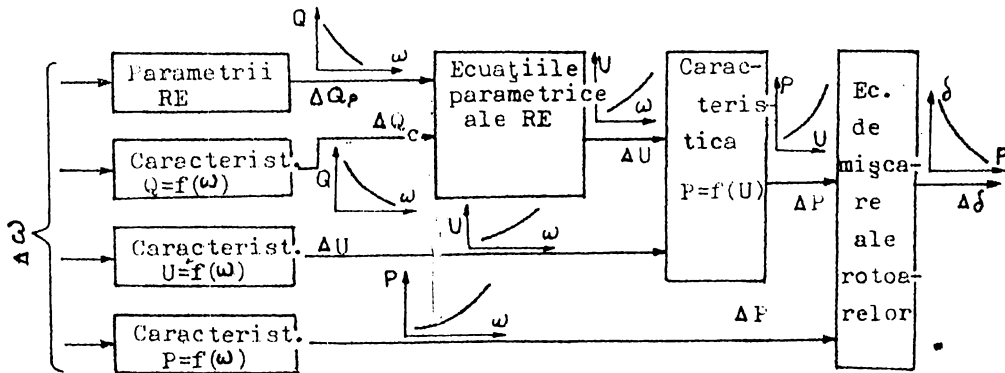 Δω
Parametrii
RE
Q
ω
ΔQp
Caracterist.
Q=f(ω)
ΔQc
Q
ω
Caracterist.
U=f(ω)
ΔU
U
ω
Caracterist.
P=f(ω)
P
ω
ΔP
Ecuaţiile
parametrice
ale RE
U
ω
ΔU
Carac-
teris
tica
P=f(U)
P
U
ΔP
Ec.
de
mişca-
re
ale
rotoa-
relor
δ
P
Δδ